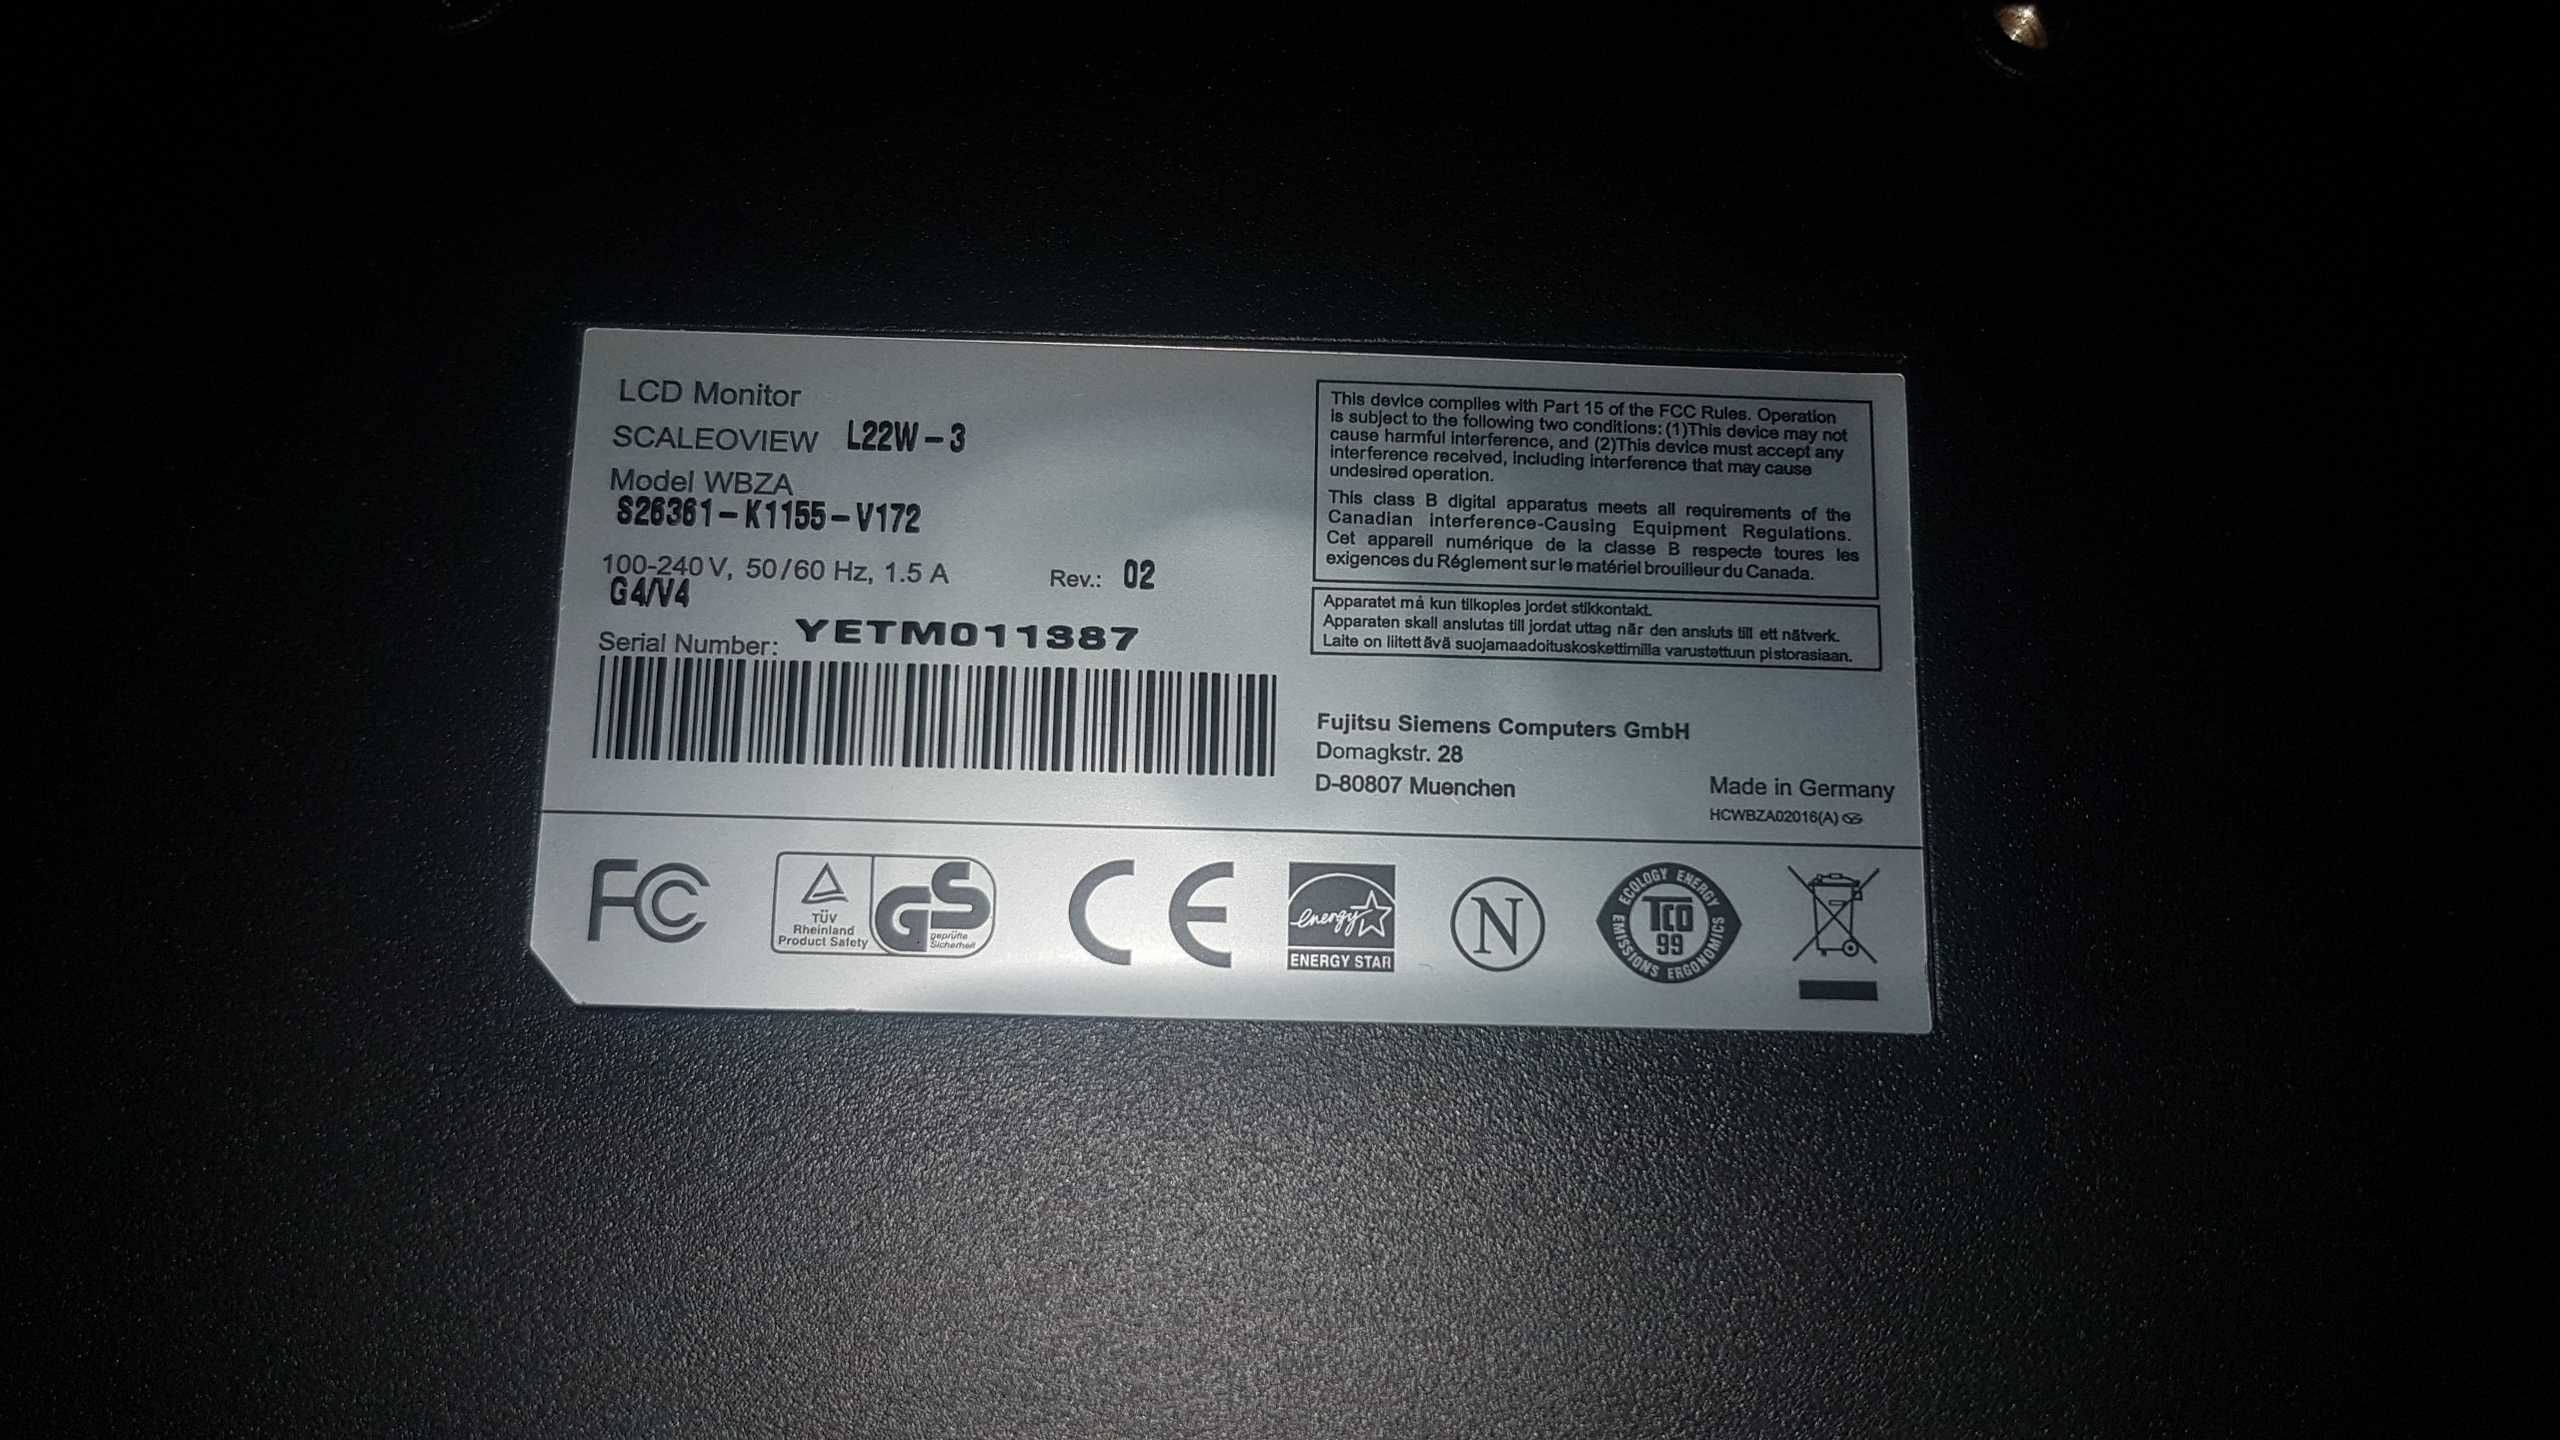 LCD Monitor
SCALEOVIEW L22W-3
Model WBZA
S26361-K1155-V172
100-240 V, 50/60 Hz, 1.5 A Rev.: 02
G4/V4
Serial Number: YETM011387
This device complies with Part 15 of the FCC Rules. Operation
is subject to the following two conditions: (1)This device may not
cause harmful interference, and (2)This device must accept any
interference received, including interference that may cause
undesired operation.
This class B digital apparatus meets all requirements of the
Canadian Interference-Causing Equipment Regulations.
Cet appareil numérique de la classe B respecte toures les
exigences du Réglement sur le matériel brouilleur du Canada.
Apparatet må kun tilkoples jordet stikkontakt.
Apparaten skall anslutas till jordat uttag när den ansluts till ett nätverk.
Laite on liitettävä suojamaadoituskoskettimilla varustettuun pistorasiaan.
Fujitsu Siemens Computers GmbH
Domagkstr. 28
D-80807 Muenchen
Made in Germany
HCWBZA02016(A)
FC
TÜV
Rheinland
Product Safety
GS
geprüfte
Sicherheit
CE
energy
ENERGY STAR
N
ECOLOGY ENERGY
TCO
99
EMISSIONS ERGONOMICS